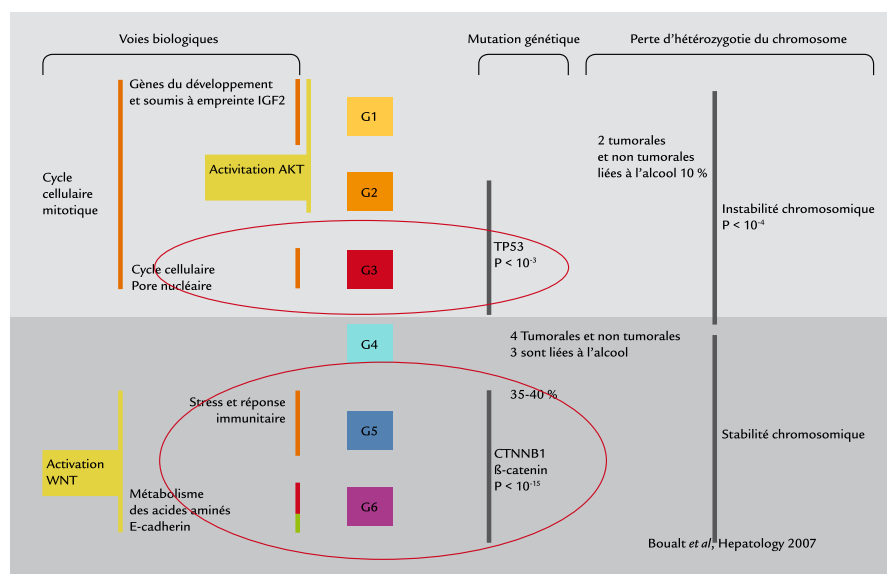 Voies biologiques
Mutation génétique
Perte d'hétérozygotie du chromosome
Gènes du développement
et soumis à empreinte IGF2
G1
Activitation AKT
2 tumorales
et non tumorales
liées à l'alcool 10 %
Cycle
cellulaire
mitotique
G2
Instabilité chromosomique
P < 10-4
TP53
P < 10-3
Cycle cellulaire
Pore nucléaire
G3
G4
4 Tumorales et non tumorales
3 sont liées à l'alcool
35-40 %
Stress et réponse
immunitaire
G5
Stabilité chromosomique
Activation
WNT
CTNNB1
ß-catenin
P < 10-15
Métabolisme
des acides aminés
E-cadherin
G6
Boualt et al, Hepatology 2007